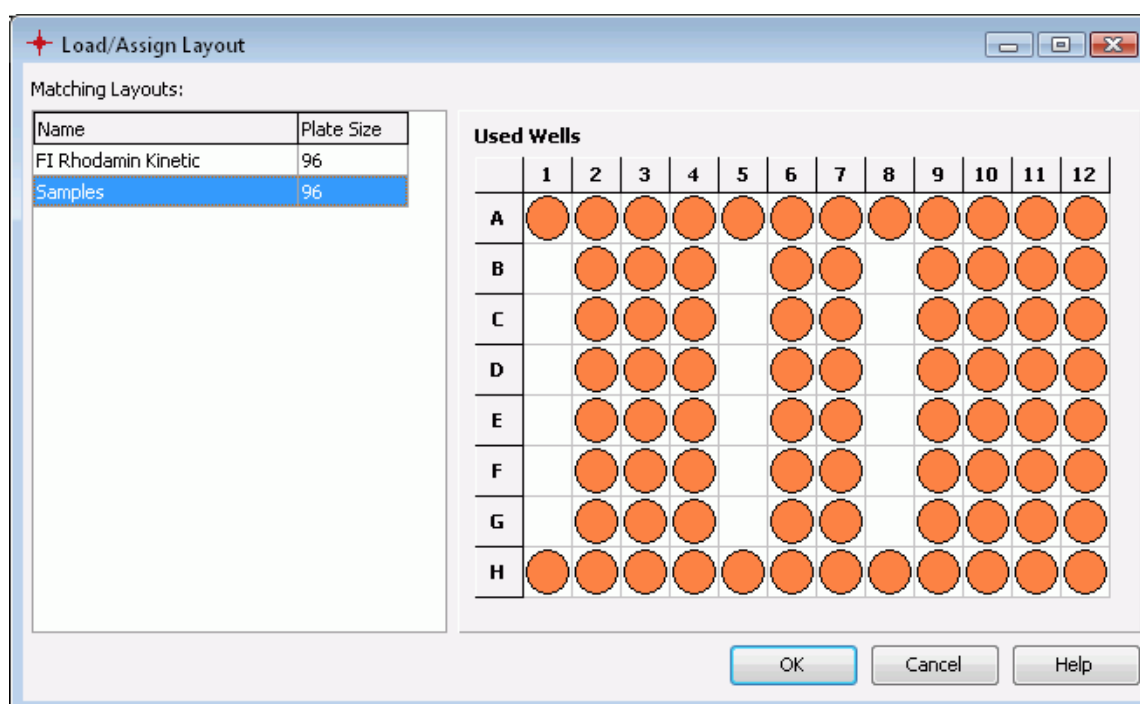 Load/Assign Layout
Matching Layouts:
Name Plate Size
FI Rhodamin Kinetic 96
Samples 96
Used Wells
1 2 3 4 5 6 7 8 9 10 11 12
A
B
C
D
E
F
G
H
OK Cancel Help